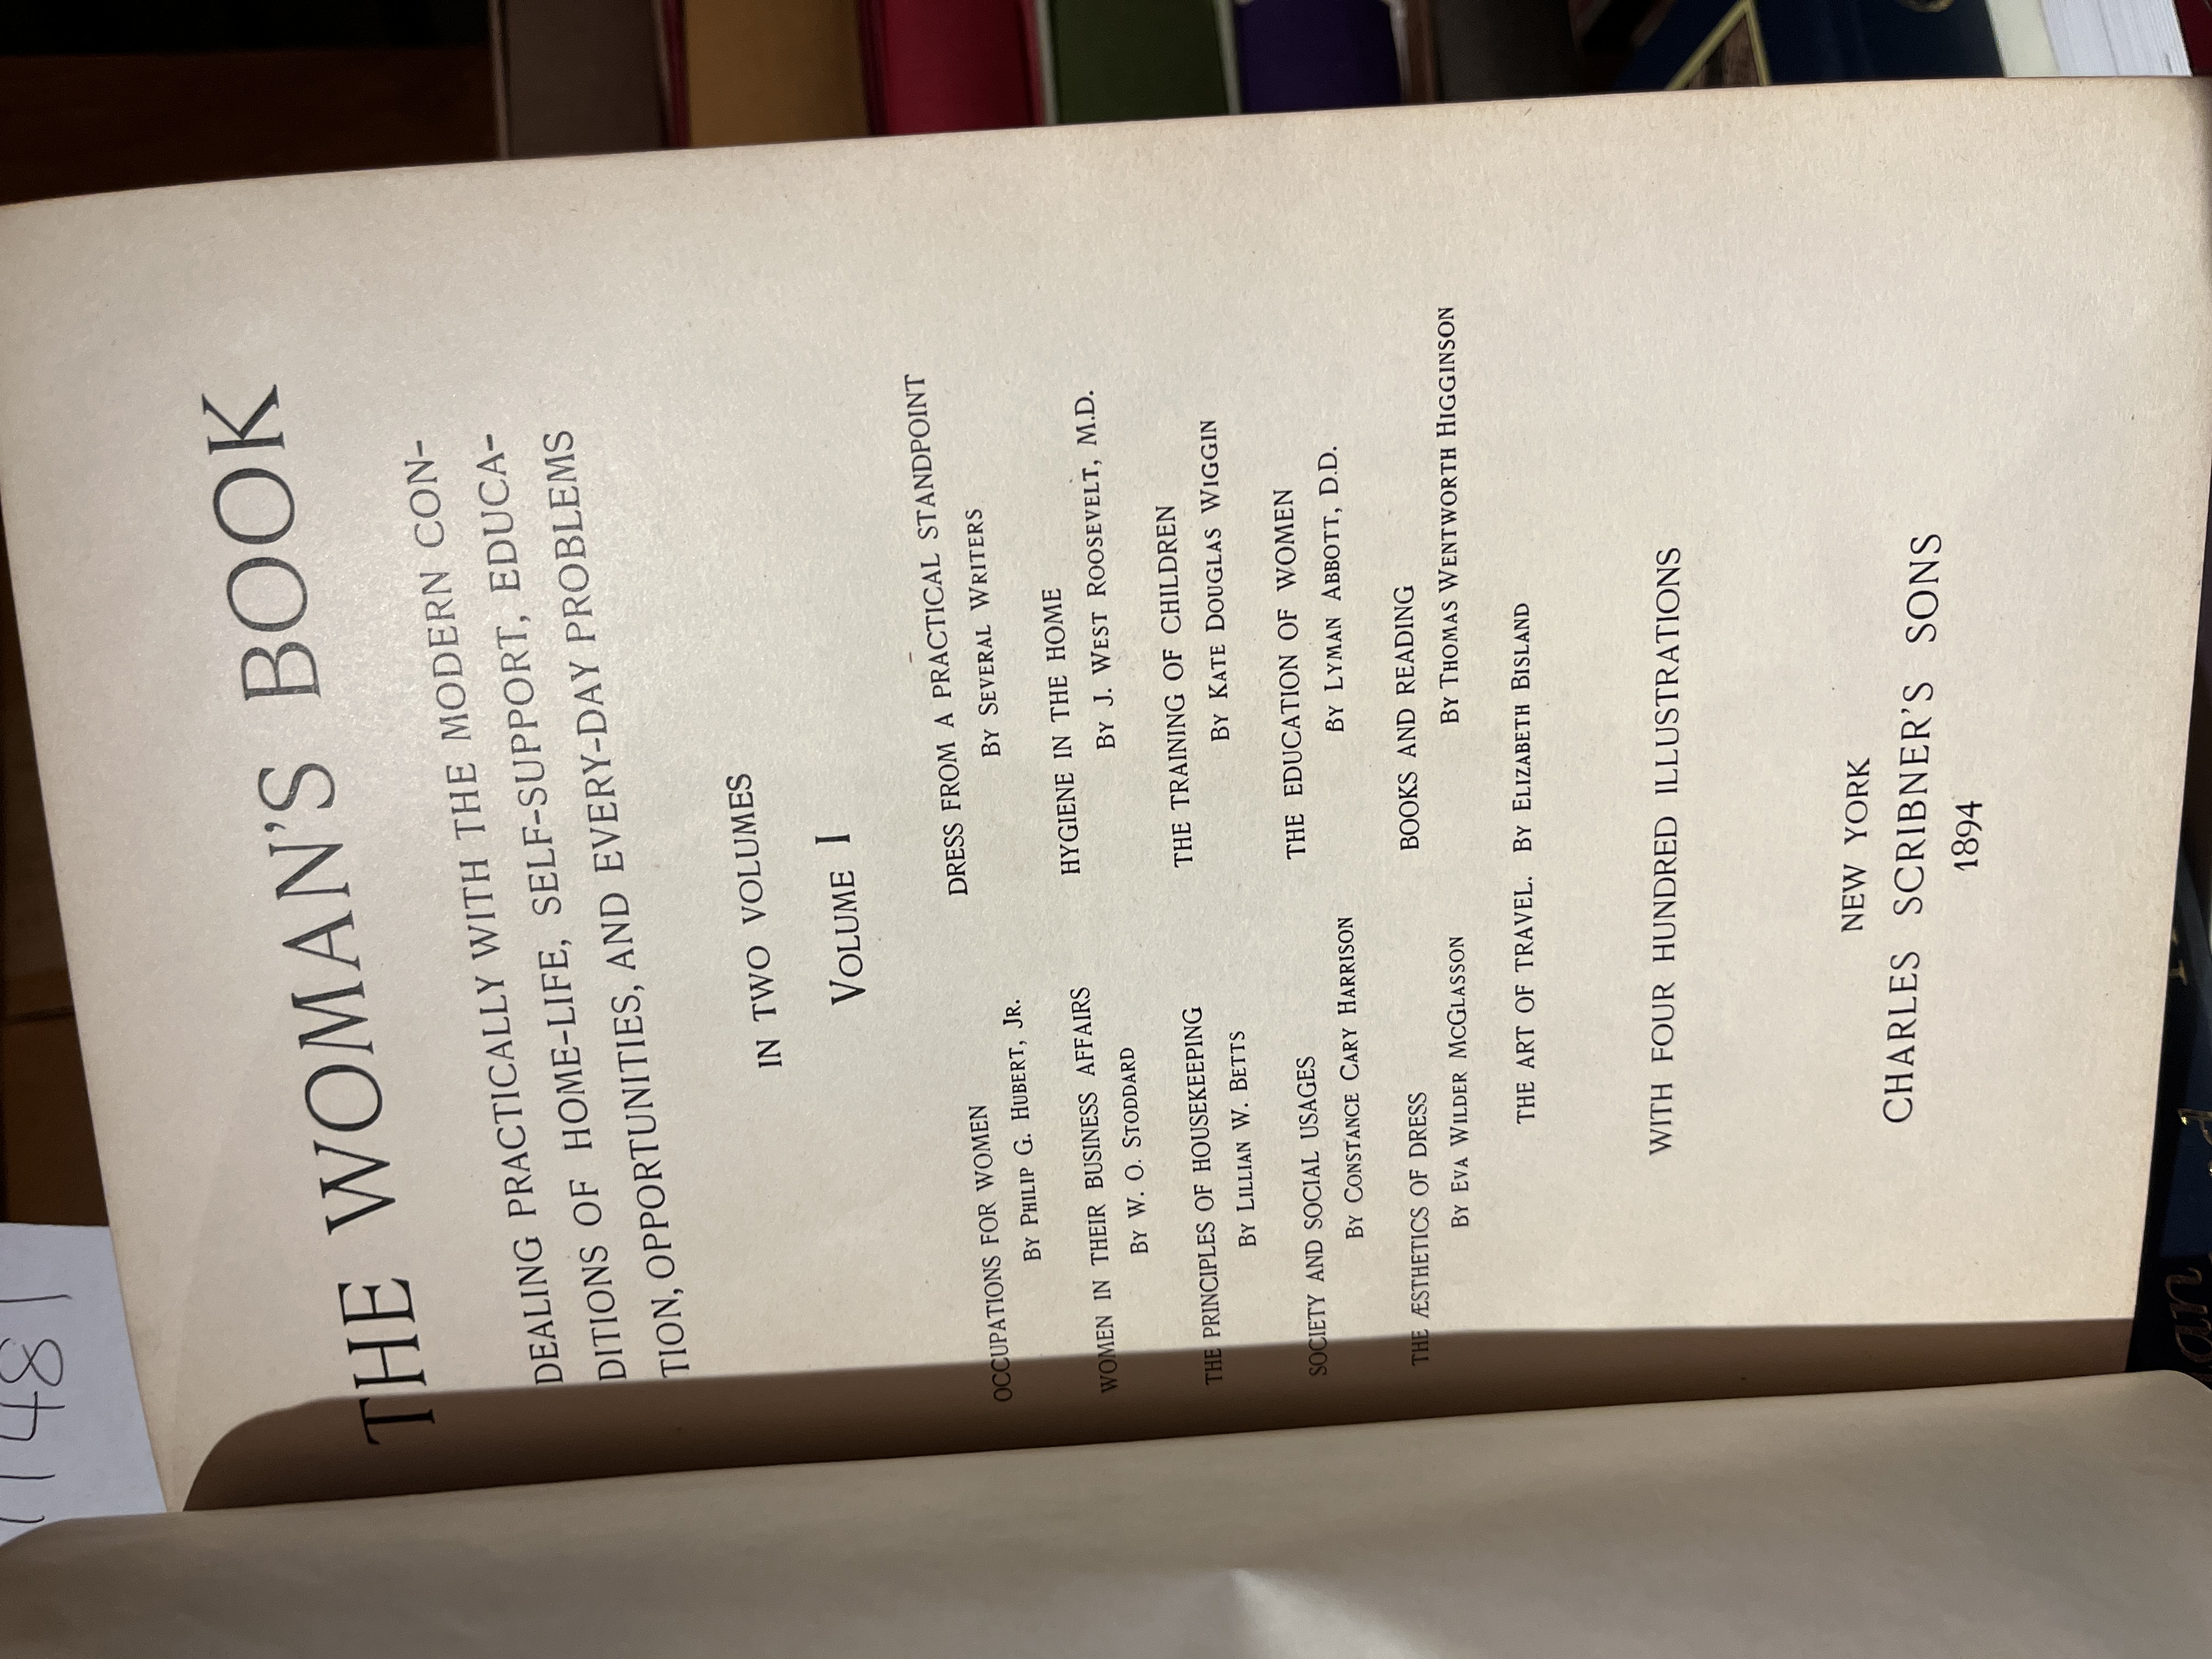 THE WOMAN'S BOOK
DEALING PRACTICALLY WITH THE MODERN CON-
DITIONS OF HOME-LIFE, SELF-SUPPORT, EDUCA-
TION, OPPORTUNITIES, AND EVERY-DAY PROBLEMS
IN TWO VOLUMES
VOLUME I
OCCUPATIONS FOR WOMEN
BY PHILIP G. HUBERT, JR.
WOMEN IN THEIR BUSINESS AFFAIRS
BY W. O. STODDARD
THE PRINCIPLES OF HOUSEKEEPING
BY LILLIAN W. BETTS
SOCIETY AND SOCIAL USAGES
BY CONSTANCE CARY HARRISON
THE ÆSTHETICS OF DRESS
BY EVA WILDER MCGLASSON
DRESS FROM A PRACTICAL STANDPOINT
BY SEVERAL WRITERS
HYGIENE IN THE HOME
BY J. WEST ROOSEVELT, M.D.
THE TRAINING OF CHILDREN
BY KATE DOUGLAS WIGGIN
THE EDUCATION OF WOMEN
BY LYMAN ABBOTT, D.D.
BOOKS AND READING
BY THOMAS WENTWORTH HIGGINSON
THE ART OF TRAVEL. BY ELIZABETH BISLAND
WITH FOUR HUNDRED ILLUSTRATIONS
NEW YORK
CHARLES SCRIBNER'S SONS
1894